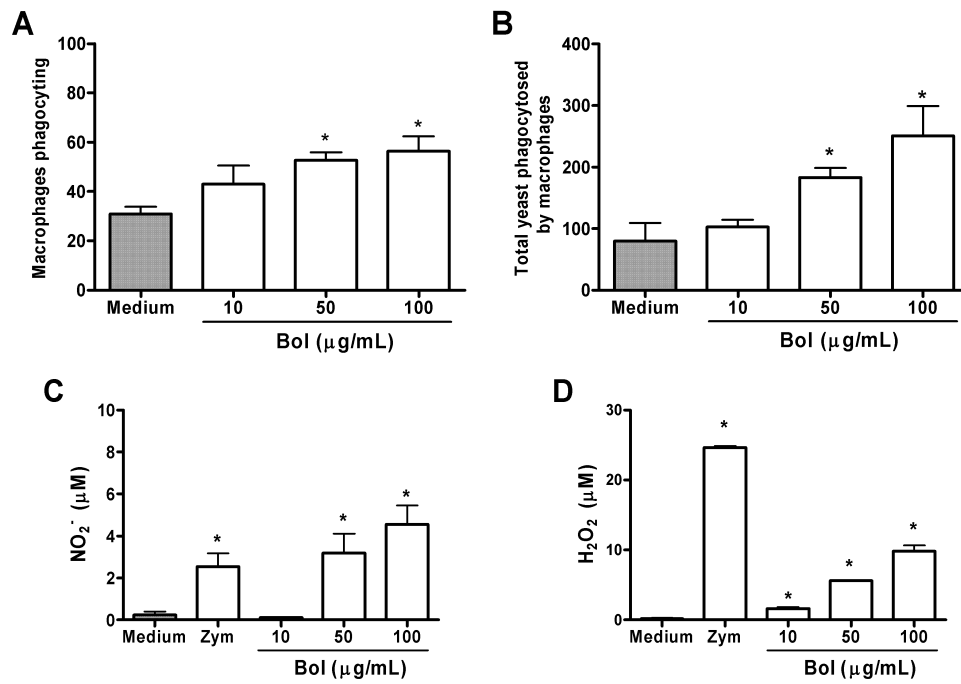 A
Macrophages phagocyting
100
80
60
40
20
0
*
*
Medium
10
50
100
Bol (μg/mL)
B
Total yeast phagocytosed
by macrophages
400
300
200
100
0
*
*
Medium
10
50
100
Bol (μg/mL)
C
NO₂⁻ (μM)
10
8
6
4
2
0
*
*
*
Medium
Zym
10
50
100
Bol (μg/mL)
D
H₂O₂ (μM)
30
20
10
0
*
*
*
*
Medium
Zym
10
50
100
Bol (μg/mL)